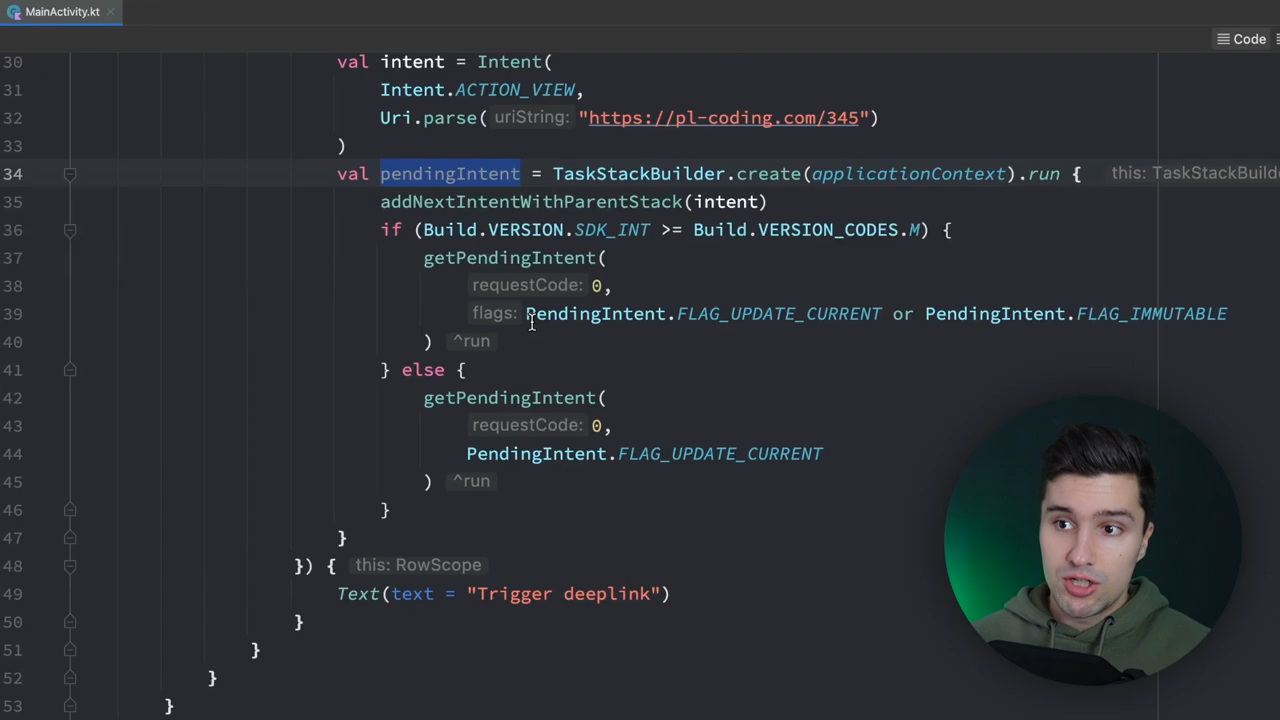 MainActivity.kt
Code
30 val intent = Intent(
31 Intent.ACTION_VIEW,
32 Uri.parse( uriString: "https://pl-coding.com/345")
33 )
34 val pendingIntent = TaskStackBuilder.create(applicationContext).run { this: TaskStackBuilde
35 addNextIntentWithParentStack(intent)
36 if (Build.VERSION.SDK_INT >= Build.VERSION_CODES.M) {
37 getPendingIntent(
38 requestCode: 0,
39 flags: PendingIntent.FLAG_UPDATE_CURRENT or PendingIntent.FLAG_IMMUTABLE
40 ) ^run
41 } else {
42 getPendingIntent(
43 requestCode: 0,
44 PendingIntent.FLAG_UPDATE_CURRENT
45 ) ^run
46 }
47 }
48 }) { this: RowScope
49 Text(text = "Trigger deeplink")
50 }
51 }
52 }
53 }